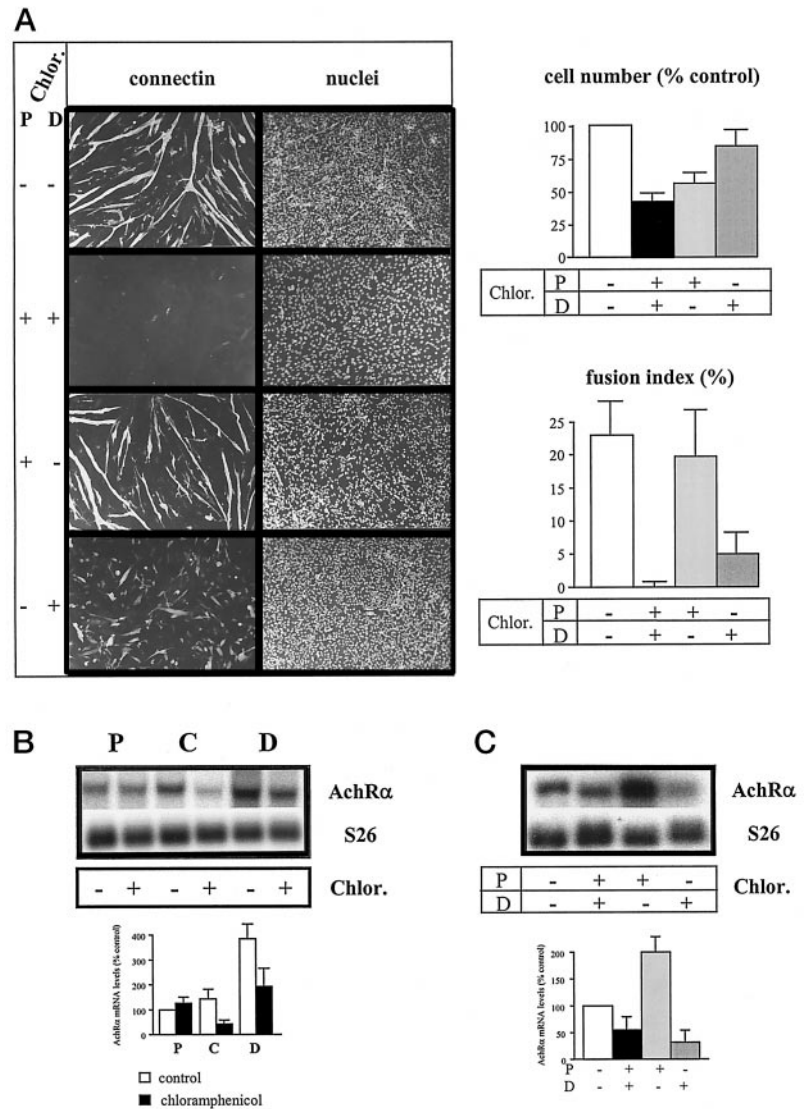 A
Chlor.
P D
connectin
nuclei
- -
+ +
+ -
- +
cell number (% control)
100
75
50
25
0
Chlor.
P - + + -
D - + - +
fusion index (%)
25
20
15
10
5
0
Chlor.
P - + + -
D - + - +
B
P C D
AchRα
S26
- + - + - + Chlor.
AchRα mRNA levels (% control)
400
300
200
100
0
P C D
control
chloramphenicol
C
AchRα
S26
P - + + -
D - + - +
Chlor.
AchRα mRNA levels (% control)
200
150
100
50
0
P - + + -
D - + - +